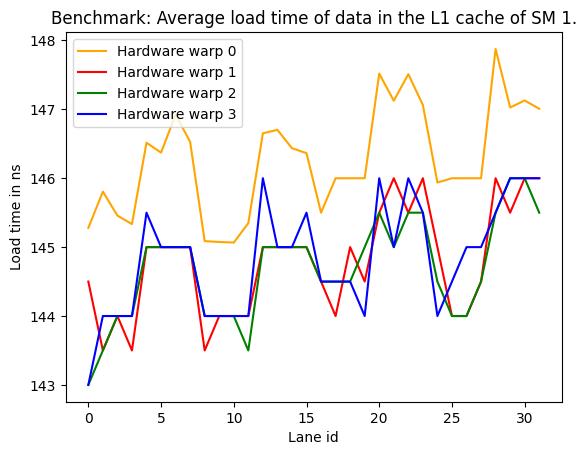 Benchmark: Average load time of data in the L1 cache of SM 1.
148
147
146
145
144
143
Load time in ns
Hardware warp 0
Hardware warp 1
Hardware warp 2
Hardware warp 3
0 5 10 15 20 25 30
Lane id